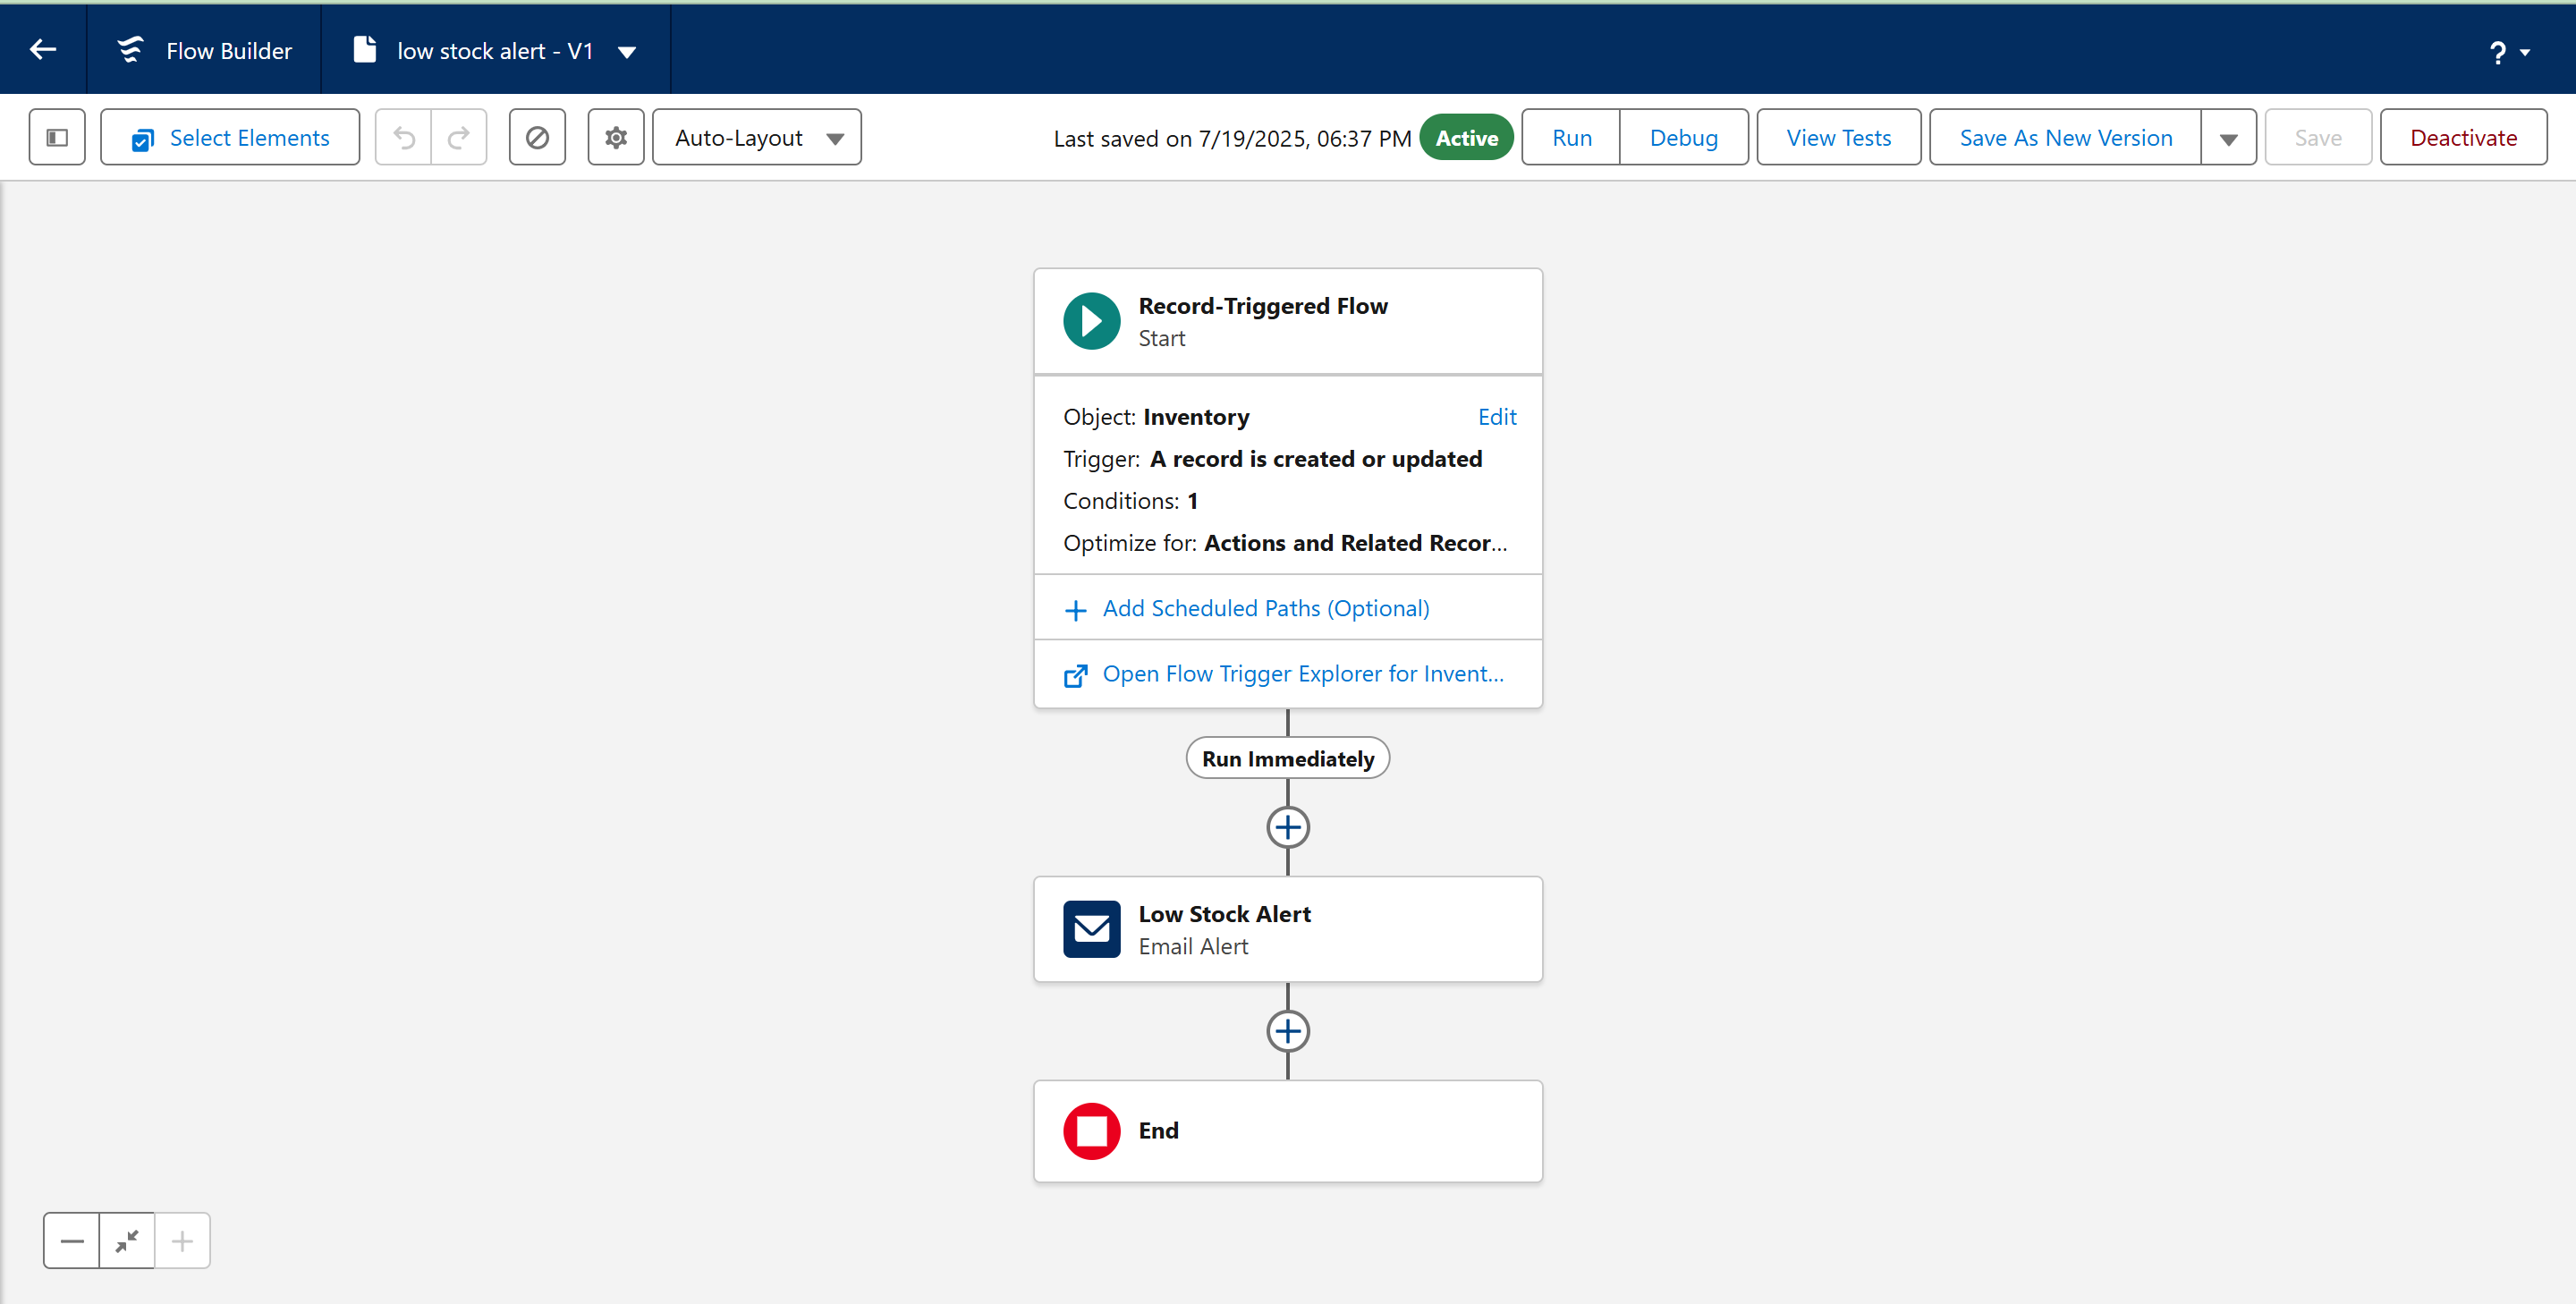 Flow Builder
low stock alert - V1
?
Select Elements
Auto-Layout
Last saved on 7/19/2025, 06:37 PM
Active
Run
Debug
View Tests
Save As New Version
Save
Deactivate
Record-Triggered Flow
Start
Object: Inventory
Edit
Trigger: A record is created or updated
Conditions: 1
Optimize for: Actions and Related Recor...
Add Scheduled Paths (Optional)
Open Flow Trigger Explorer for Invent...
Run Immediately
Low Stock Alert
Email Alert
End